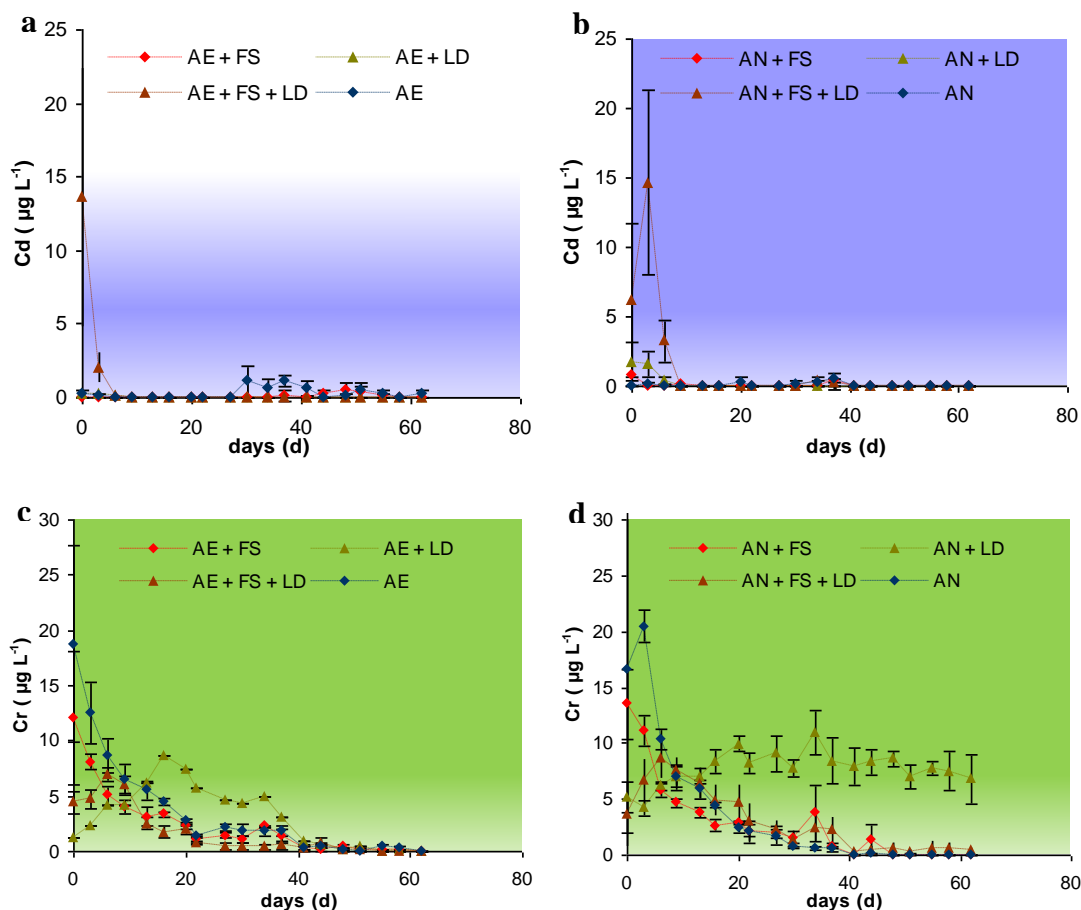 a
25
20
15
10
5
0
Cd ( µg L-1)
AE + FS
AE + LD
AE + FS + LD
AE
0 20 40 60 80
days (d)
b
25
20
15
10
5
0
Cd ( µg L-1)
AN + FS
AN + LD
AN + FS + LD
AN
0 20 40 60 80
days (d)
c
30
25
20
15
10
5
0
Cr ( µg L-1)
AE + FS
AE + LD
AE + FS + LD
AE
0 20 40 60 80
days (d)
d
30
25
20
15
10
5
0
Cr ( µg L-1)
AN + FS
AN + LD
AN + FS + LD
AN
0 20 40 60 80
days (d)